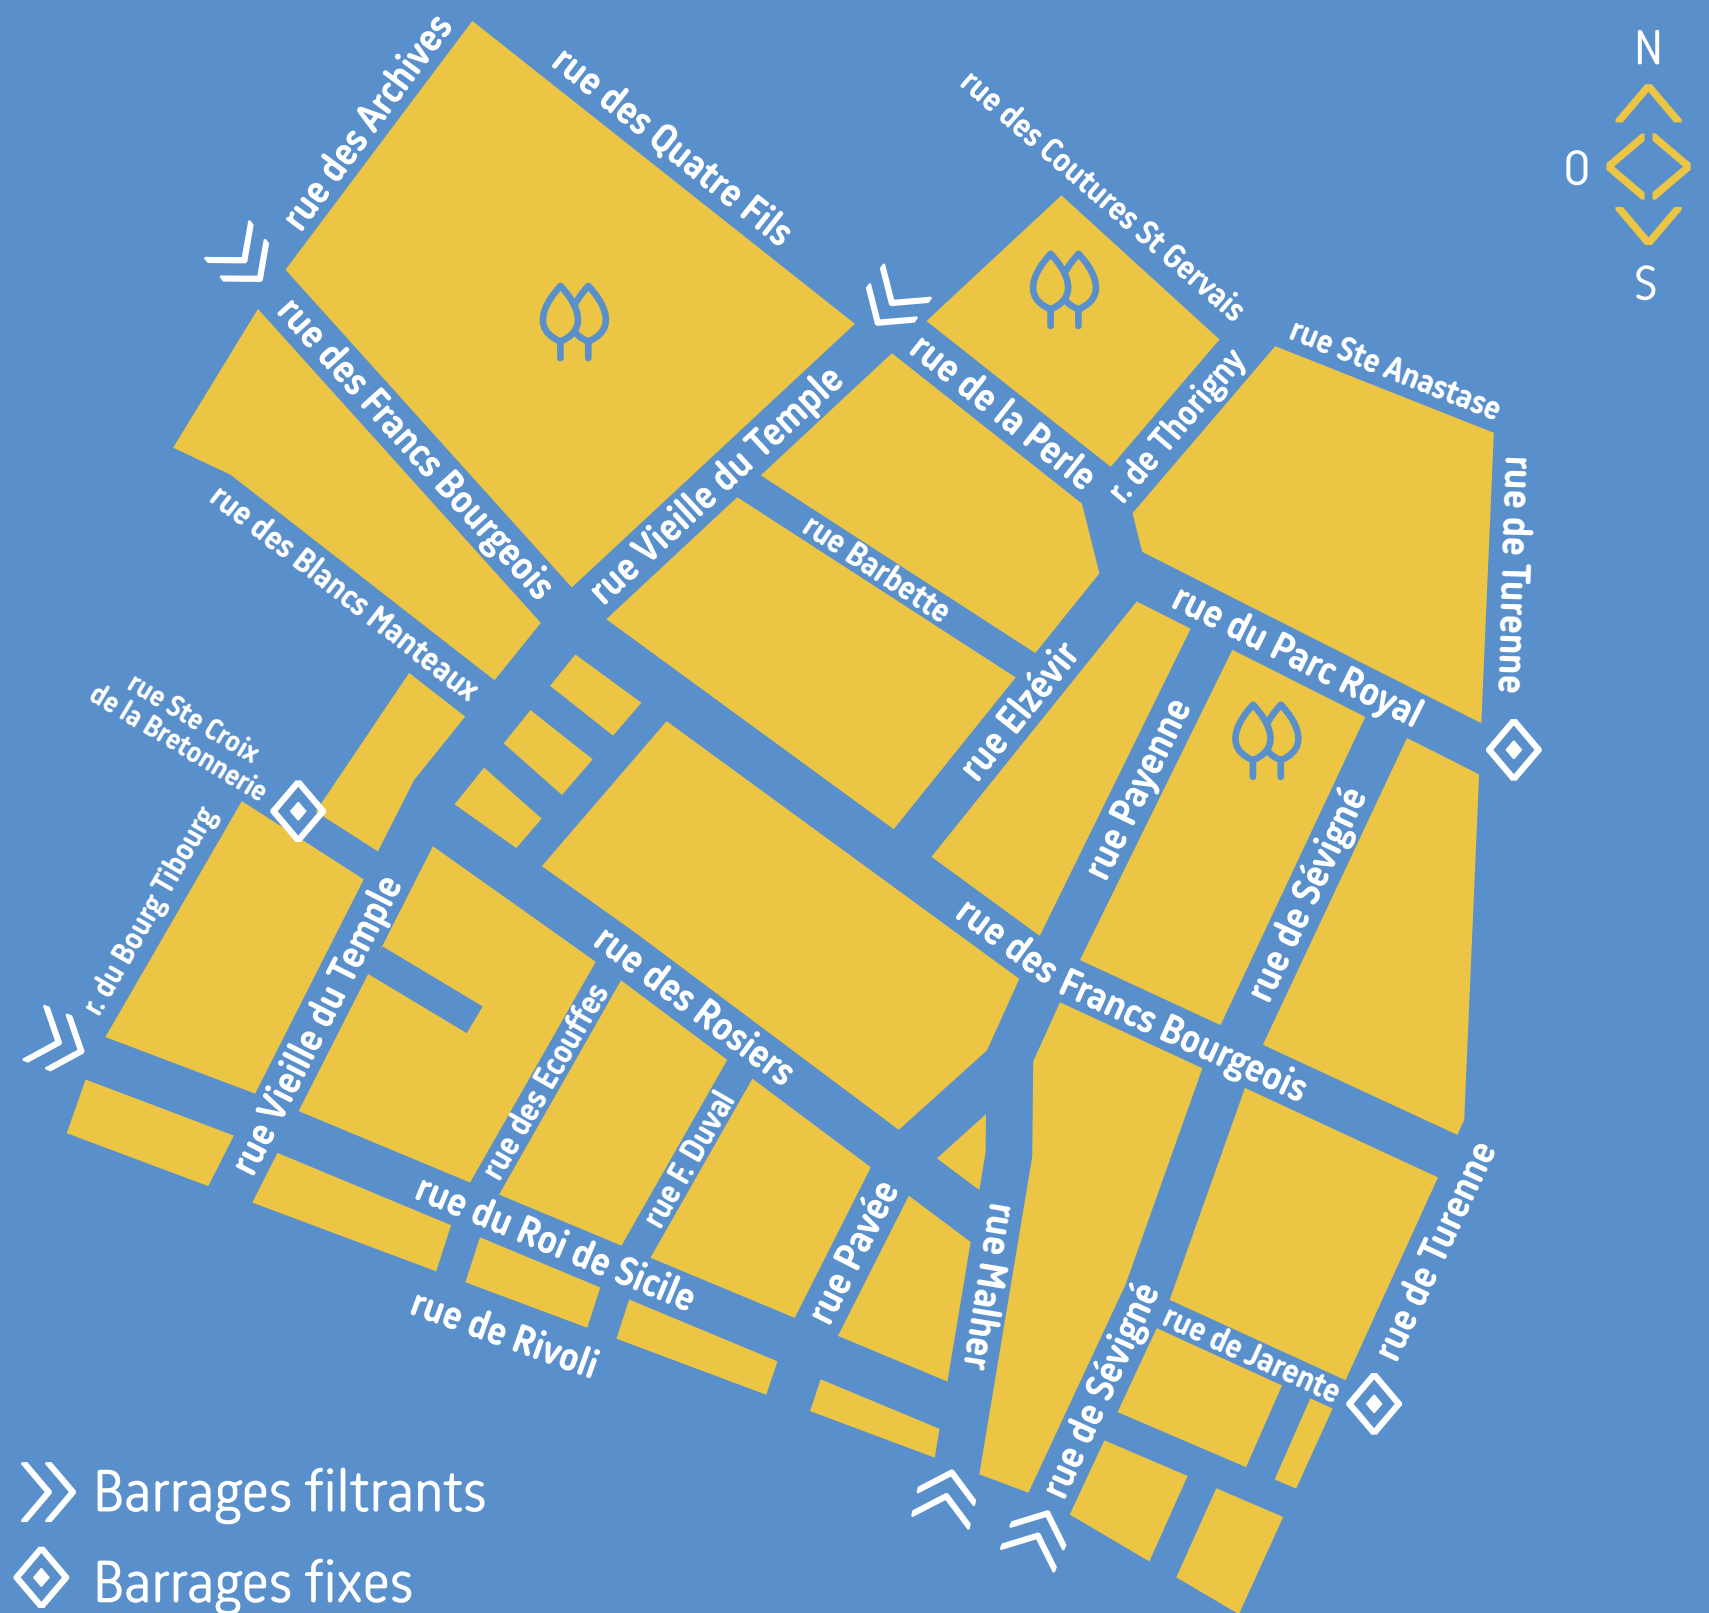 rue des Archives
rue des Quatre Fils
rue des Coutures St Gervais
N
O
S
rue Ste Anastase
rue des Francs Bourgeois
rue Vieille du Temple
rue de la Perle
r. de Thorigny
rue de Turenne
rue des Blancs Manteaux
rue Barbette
rue du Parc Royal
rue Elzévir
rue Payenne
rue de Sévigné
rue Ste Croix
de la Bretonnerie
r. du Bourg Tibourg
rue Vieille du Temple
rue des Rosiers
rue des Francs Bourgeois
rue des Ecouffes
rue F. Duval
rue Pavée
rue Malher
rue de Turenne
rue du Roi de Sicile
rue de Rivoli
rue de Sévigné
rue de Jarente
Barrages filtrants
Barrages fixes